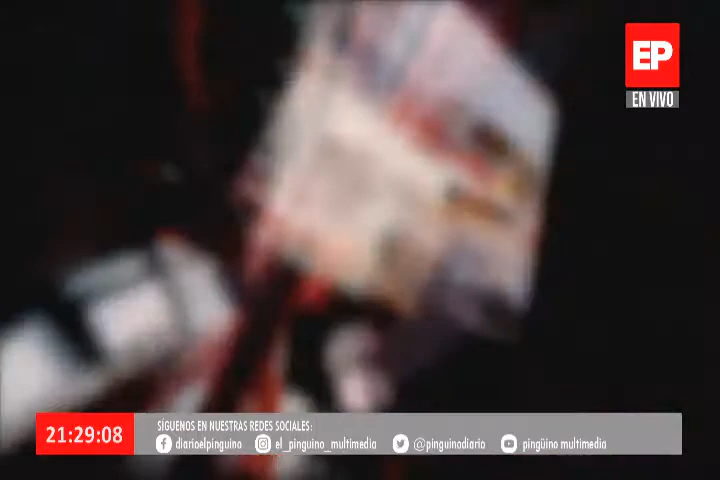 EP
EN VIVO
21:29:08
SÍGUENOS EN NUESTRAS REDES SOCIALES:
diarioelpinguino el_pinguino_multimedia @pinguinodiario pingüino multimedia